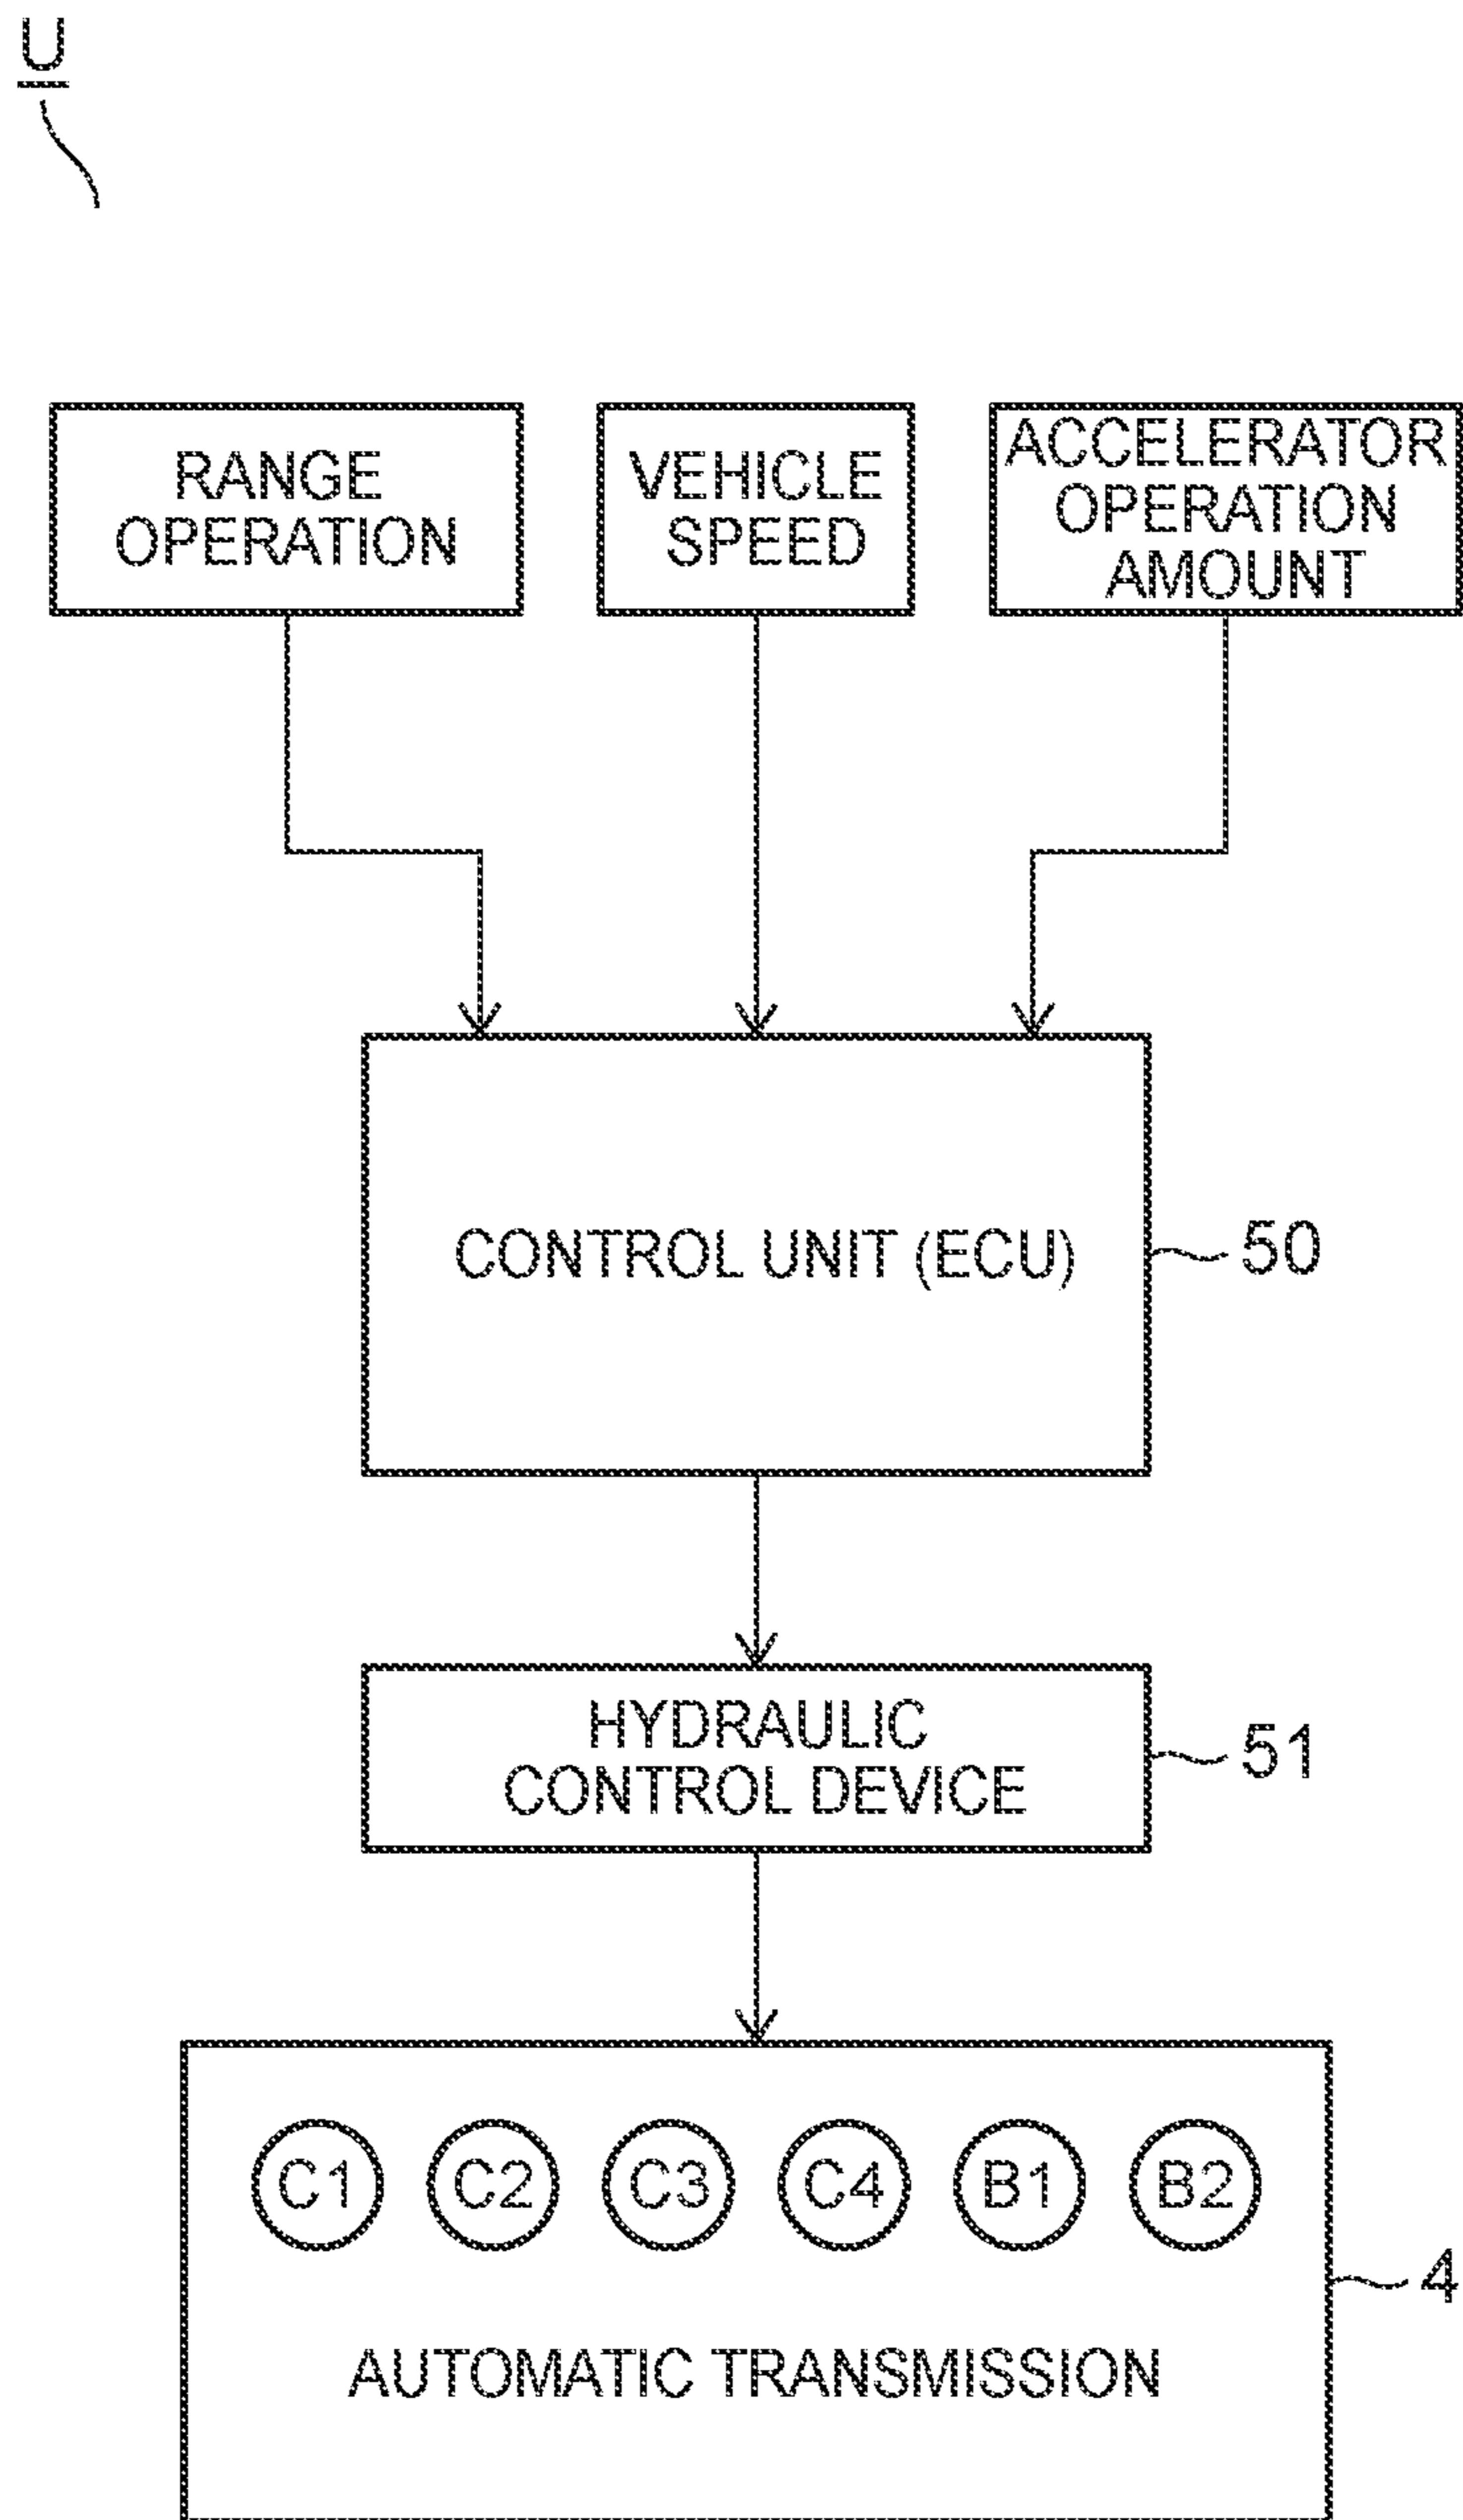 U
RANGE
OPERATION
VEHICLE
SPEED
ACCELERATOR
OPERATION
AMOUNT
CONTROL UNIT (ECU)
50
HYDRAULIC
CONTROL DEVICE
51
C1 C2 C3 C4 B1 B2
4
AUTOMATIC TRANSMISSION